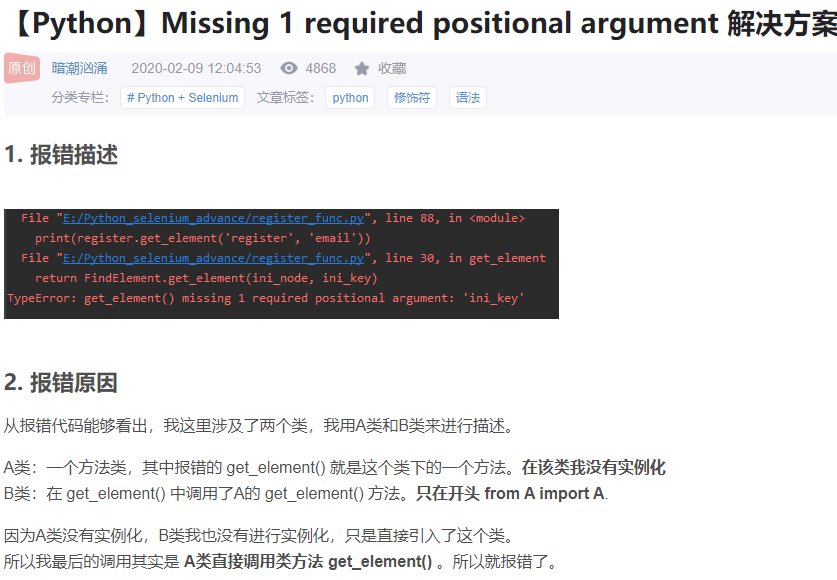 【Python】Missing 1 required positional argument 解决方案
原创 暗潮汹涌 2020-02-09 12:04:53 4868 收藏
分类专栏： # Python + Selenium 文章标签： python 修饰符 语法
1. 报错描述
File "E:/Python_selenium_advance/register_func.py", line 88, in <module>
print(register.get_element('register', 'email'))
File "E:/Python_selenium_advance/register_func.py", line 30, in get_element
return FindElement.get_element(ini_node, ini_key)
TypeError: get_element() missing 1 required positional argument: 'ini_key'
2. 报错原因
从报错代码能够看出，我这里涉及了两个类，我用A类和B类来进行描述。
A类：一个方法类，其中报错的 get_element() 就是这个类下的一个方法。在该类我没有实例化
B类：在 get_element() 中调用了A的 get_element() 方法。只在开头 from A import A.
因为A类没有实例化，B类我也没有进行实例化，只是直接引入了这个类。
所以我最后的调用其实是 A类直接调用类方法 get_element() 。所以就报错了。